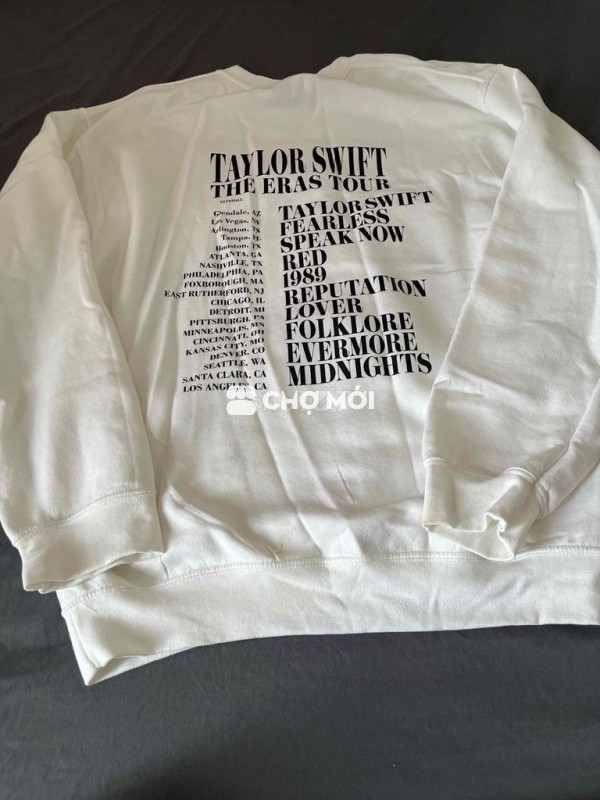 TAYLOR SWIFT
THE ERAS TOUR
GLENDALE
Glendale, AZ
Las Vegas, NV
Arlington, TX
Tampa, FL
Houston, TX
ATLANTA, GA
NASHVILLE, TX
PHILADELPHIA, PA
FOXBOROUGH, MA
EAST RUTHERFORD, NJ
CHICAGO, IL
DETROIT, MI
PITTSBURGH, PA
MINNEAPOLIS, MN
CINCINNATI, OH
KANSAS CITY, MO
DENVER, CO
SEATTLE, WA
SANTA CLARA, CA
LOS ANGELES, CA
TAYLOR SWIFT
FEARLESS
SPEAK NOW
RED
1989
REPUTATION
LOVER
FOLKLORE
EVERMORE
MIDNIGHTS
CHỢ MỚI